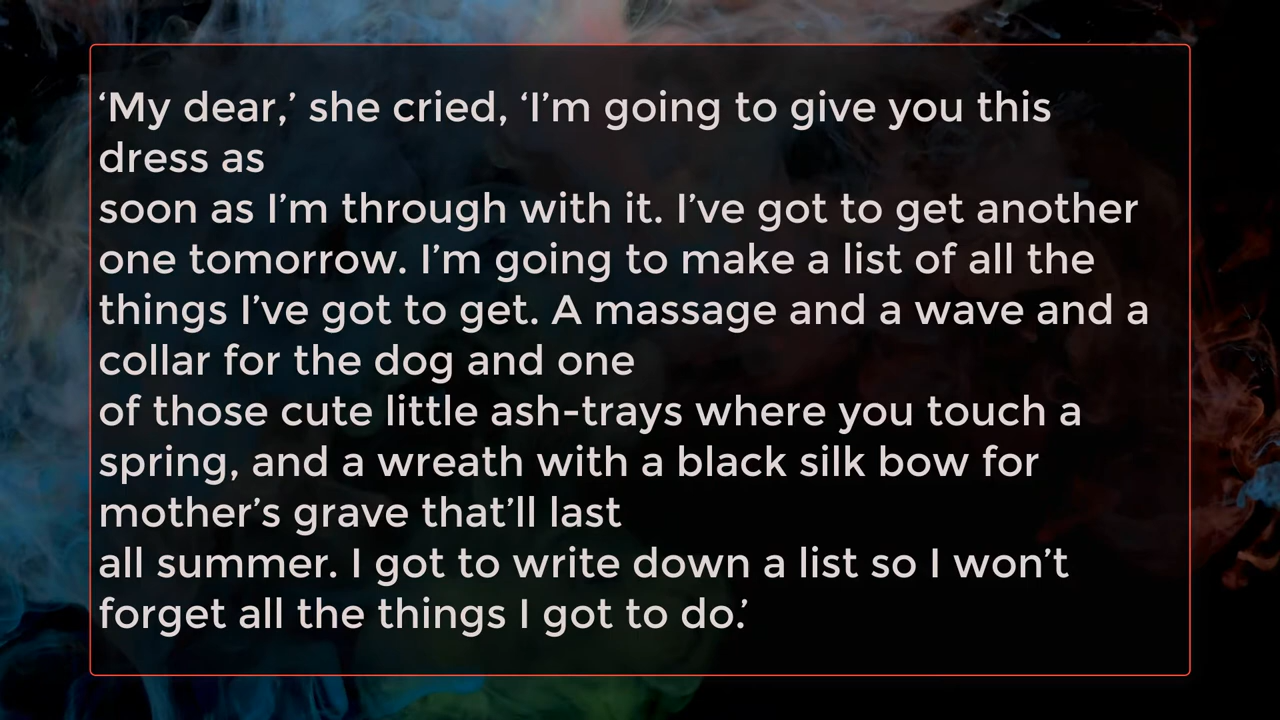 ‘My dear,’ she cried, ‘I’m going to give you this
dress as
soon as I’m through with it. I’ve got to get another
one tomorrow. I’m going to make a list of all the
things I’ve got to get. A massage and a wave and a
collar for the dog and one
of those cute little ash-trays where you touch a
spring, and a wreath with a black silk bow for
mother’s grave that’ll last
all summer. I got to write down a list so I won’t
forget all the things I got to do.’